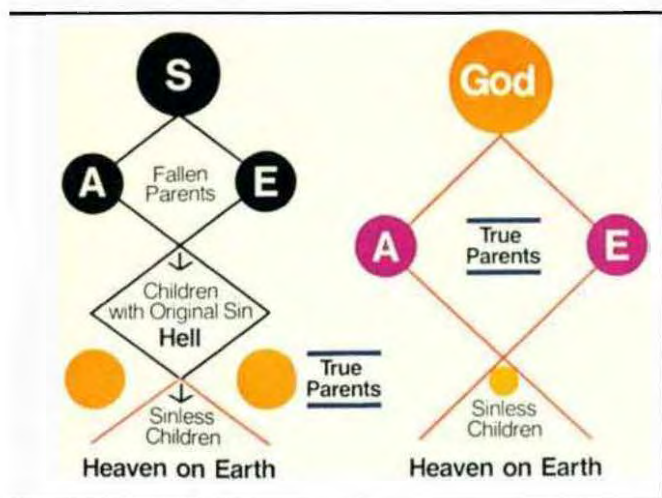 S
A
Fallen
Parents
E
Children
with Original Sin
Hell
True
Parents
Sinless
Children
Heaven on Earth
God
A
True
Parents
E
Sinless
Children
Heaven on Earth